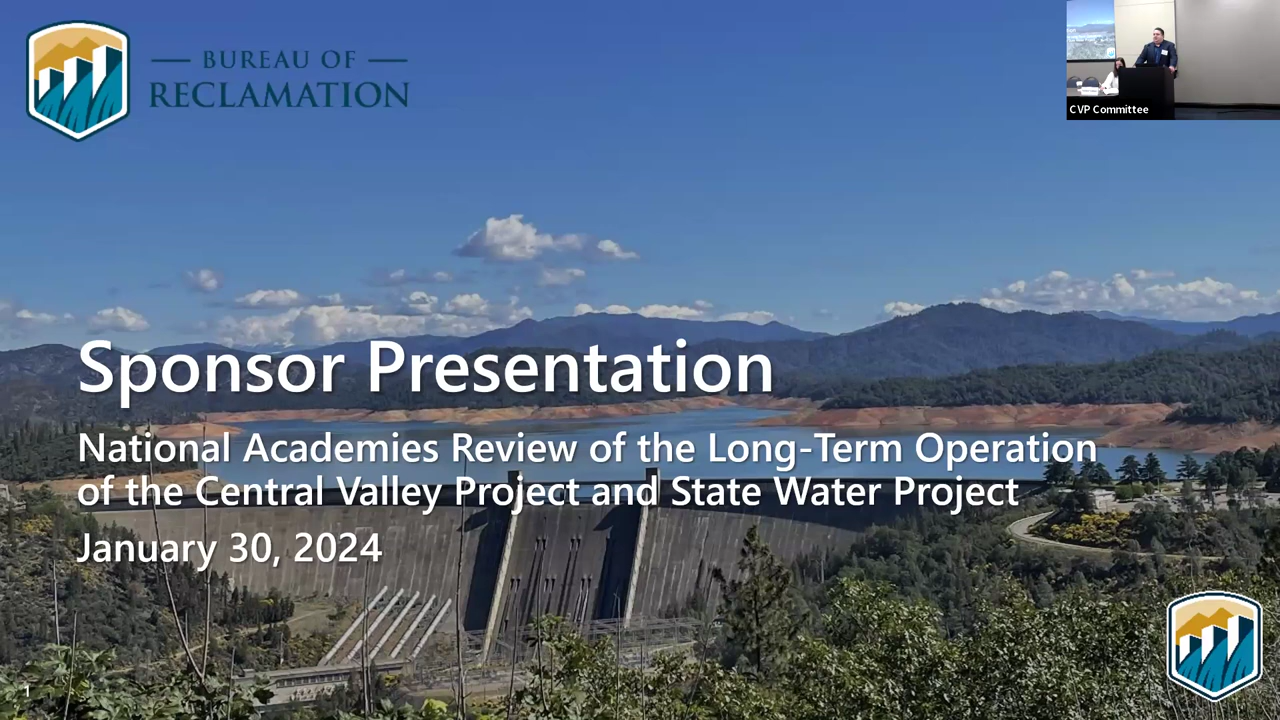 BUREAU OF
RECLAMATION
CVP Committee
Sponsor Presentation
National Academies Review of the Long-Term Operation
of the Central Valley Project and State Water Project
January 30, 2024
1